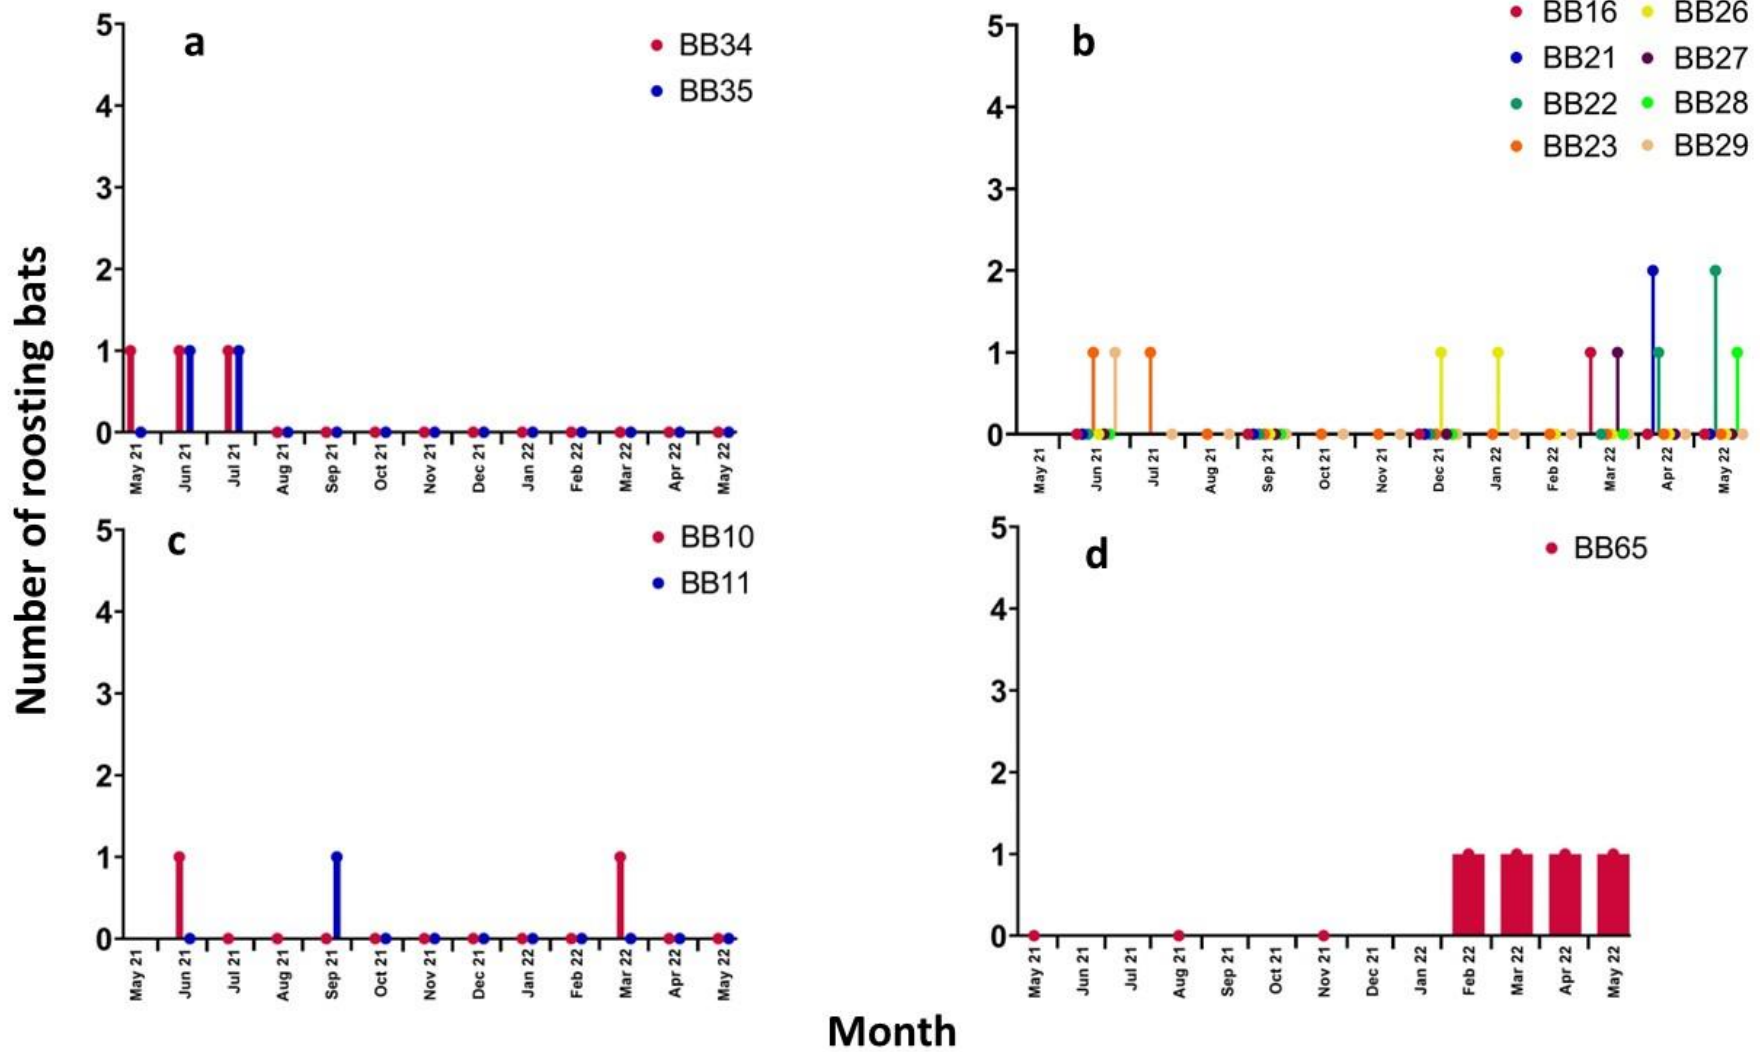 Number of roosting bats
a
BB34
BB35
5
4
3
2
1
0
May 21
Jun 21
Jul 21
Aug 21
Sep 21
Oct 21
Nov 21
Dec 21
Jan 22
Feb 22
Mar 22
Apr 22
May 22
b
BB16 BB26
BB21 BB27
BB22 BB28
BB23 BB29
5
4
3
2
1
0
May 21
Jun 21
Jul 21
Aug 21
Sep 21
Oct 21
Nov 21
Dec 21
Jan 22
Feb 22
Mar 22
Apr 22
May 22
c
BB10
BB11
5
4
3
2
1
0
May 21
Jun 21
Jul 21
Aug 21
Sep 21
Oct 21
Nov 21
Dec 21
Jan 22
Feb 22
Mar 22
Apr 22
May 22
d
BB65
5
4
3
2
1
0
May 21
Jun 21
Jul 21
Aug 21
Sep 21
Oct 21
Nov 21
Dec 21
Jan 22
Feb 22
Mar 22
Apr 22
May 22
Month